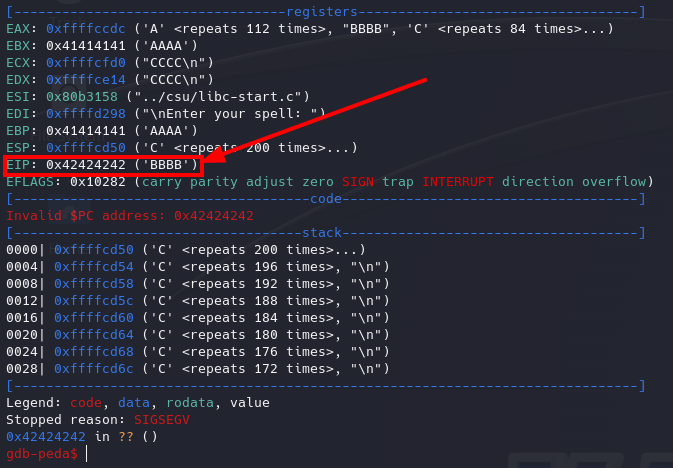 [----------------------------------registers-----------------------------------]
EAX: 0xffffccdc ('A' <repeats 112 times>, "BBBB", 'C' <repeats 84 times>...)
EBX: 0x41414141 ('AAAA')
ECX: 0xffffcfd0 ("CCCC\n")
EDX: 0xffffce14 ("CCCC\n")
ESI: 0x80b3158 ("../csu/libc-start.c")
EDI: 0xffffd298 ("\nEnter your spell: ")
EBP: 0x41414141 ('AAAA')
ESP: 0xffffcd50 ('C' <repeats 200 times>...)
EIP: 0x42424242 ('BBBB')
EFLAGS: 0x10282 (carry parity adjust zero SIGN trap INTERRUPT direction overflow)
[-------------------------------------code-------------------------------------]
Invalid $PC address: 0x42424242
[------------------------------------stack-------------------------------------]
0000| 0xffffcd50 ('C' <repeats 200 times>...)
0004| 0xffffcd54 ('C' <repeats 196 times>, "\n")
0008| 0xffffcd58 ('C' <repeats 192 times>, "\n")
0012| 0xffffcd5c ('C' <repeats 188 times>, "\n")
0016| 0xffffcd60 ('C' <repeats 184 times>, "\n")
0020| 0xffffcd64 ('C' <repeats 180 times>, "\n")
0024| 0xffffcd68 ('C' <repeats 176 times>, "\n")
0028| 0xffffcd6c ('C' <repeats 172 times>, "\n")
[------------------------------------------------------------------------------]
Legend: code, data, rodata, value
Stopped reason: SIGSEGV
0x42424242 in ?? ()
gdb-peda$